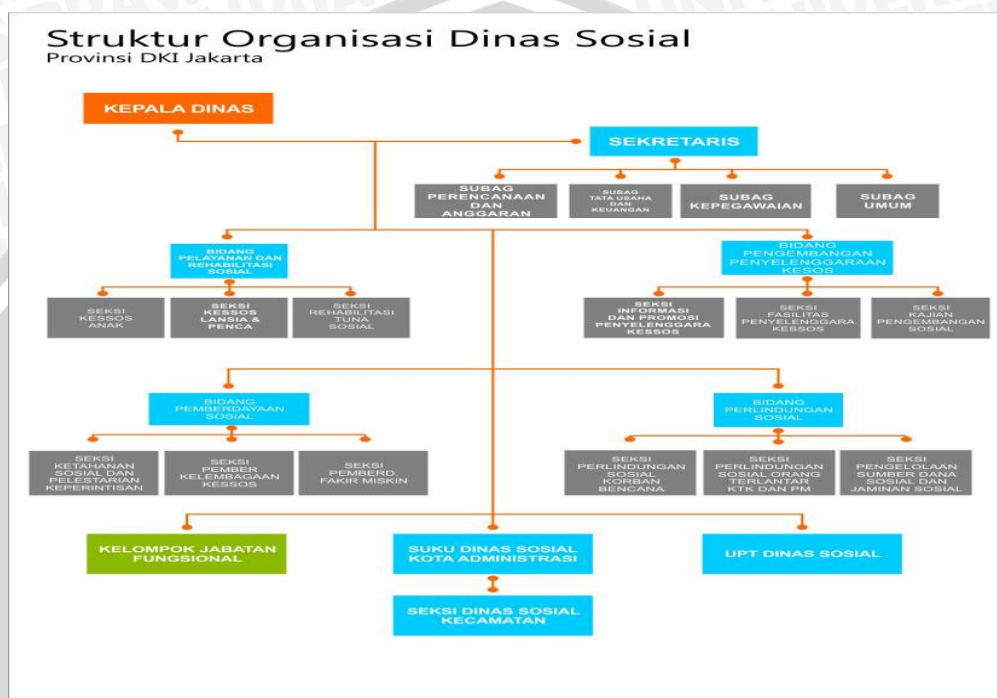 Struktur Organisasi Dinas Sosial
Provinsi DKI Jakarta
KEPALA DINAS
SEKRETARIS
SUBAG
PERENCANAAN
DAN
ANGGARAN
SUBAG
TATA USAHA
DAN
KEUANGAN
SUBAG
KEPEGAWAIAN
SUBAG
UMUM
BIDANG
PELAYANAN DAN
REHABILITASI
SOSIAL
BIDANG
PENGEMBANGAN
PENYELENGGARAAN
KESOS
SEKSI
KESSOS
ANAK
SEKSI
KESSOS
LANSIA &
PENCA
SEKSI
REHABILITASI
TUNA
SOSIAL
SEKSI
INFORMASI
DAN PROMOSI
PENYELENGGARA
KESSOS
SEKSI
FASILITAS
PENYELENGGARA
KESSOS
SEKSI
KAJIAN
PENGEMBANGAN
SOSIAL
BIDANG
PEMBERDAYAAN
SOSIAL
BIDANG
PERLINDUNGAN
SOSIAL
SEKSI
KETAHANAN
SOSIAL DAN
PELESTARIAN
KEPERINTISAN
SEKSI
PEMBER
KELEMBAGAAN
KESSOS
SEKSI
PEMBERD.
FAKIR MISKIN
SEKSI
PERLINDUNGAN
SOSIAL
KORBAN
BENCANA
SEKSI
PERLINDUNGAN
SOSIAL ORANG
TERLANTAR
KTK DAN PM
SEKSI
PENGELOLAAN
SUMBER DANA
SOSIAL DAN
JAMINAN SOSIAL
KELOMPOK JABATAN
FUNGSIONAL
SUKU DINAS SOSIAL
KOTA ADMINISTRASI
UPT DINAS SOSIAL
SEKSI DINAS SOSIAL
KECAMATAN